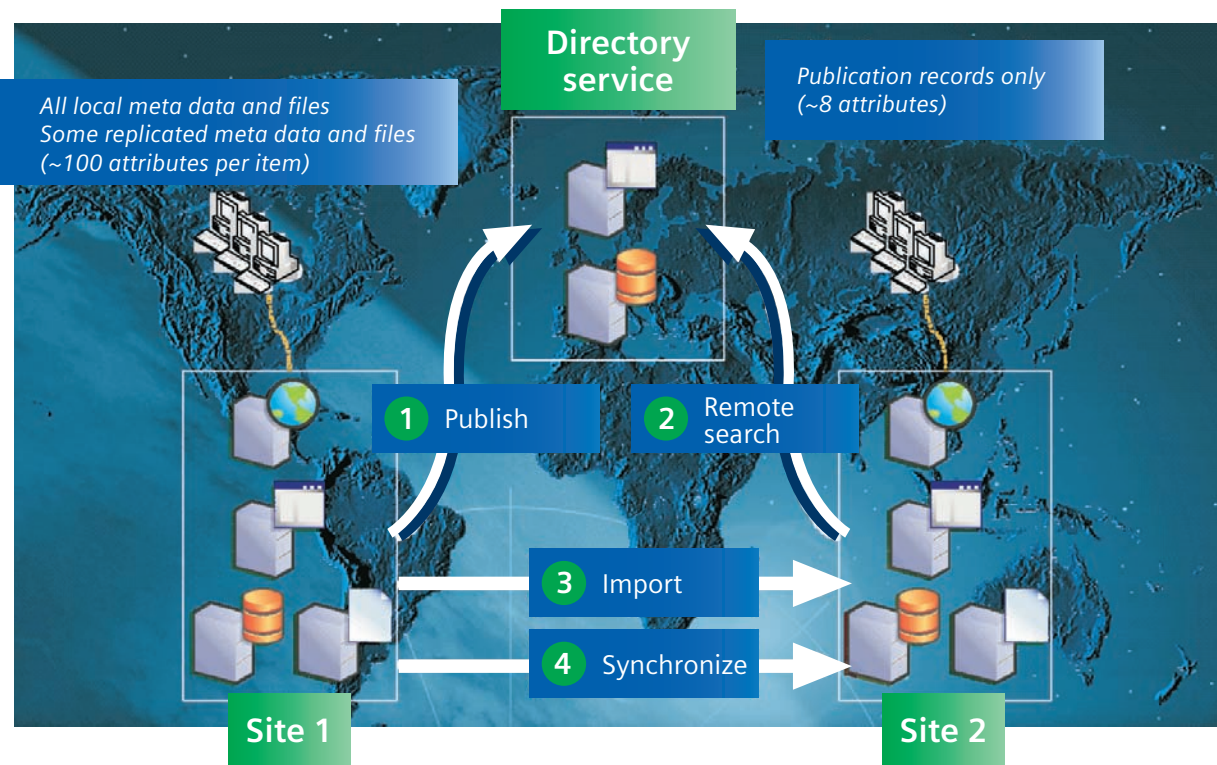 Directory
service
All local meta data and files
Some replicated meta data and files
(~100 attributes per item)
Publication records only
(~8 attributes)
1 Publish
2 Remote
search
3 Import
4 Synchronize
Site 1
Site 2